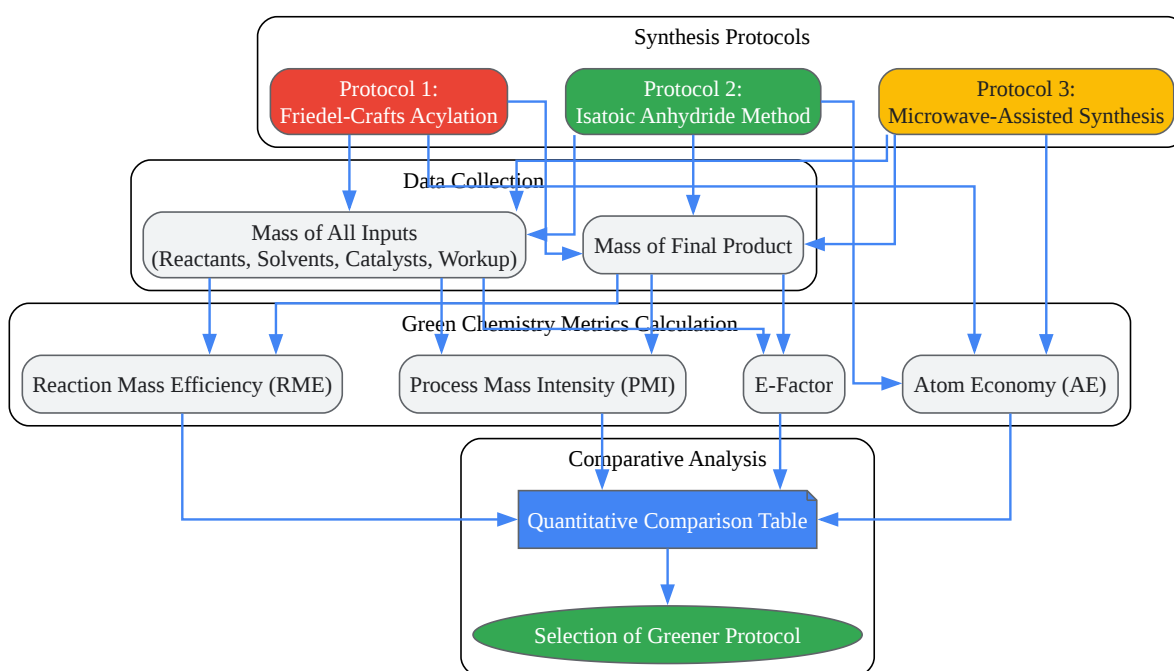 Synthesis Protocols
Protocol 1:
Friedel-Crafts Acylation
Protocol 2:
Isatoic Anhydride Method
Protocol 3:
Microwave-Assisted Synthesis
Data Collection
Mass of All Inputs
(Reactants, Solvents, Catalysts, Workup)
Mass of Final Product
Green Chemistry Metrics Calculation
Reaction Mass Efficiency (RME)
Process Mass Intensity (PMI)
E-Factor
Atom Economy (AE)
Comparative Analysis
Quantitative Comparison Table
Selection of Greener Protocol